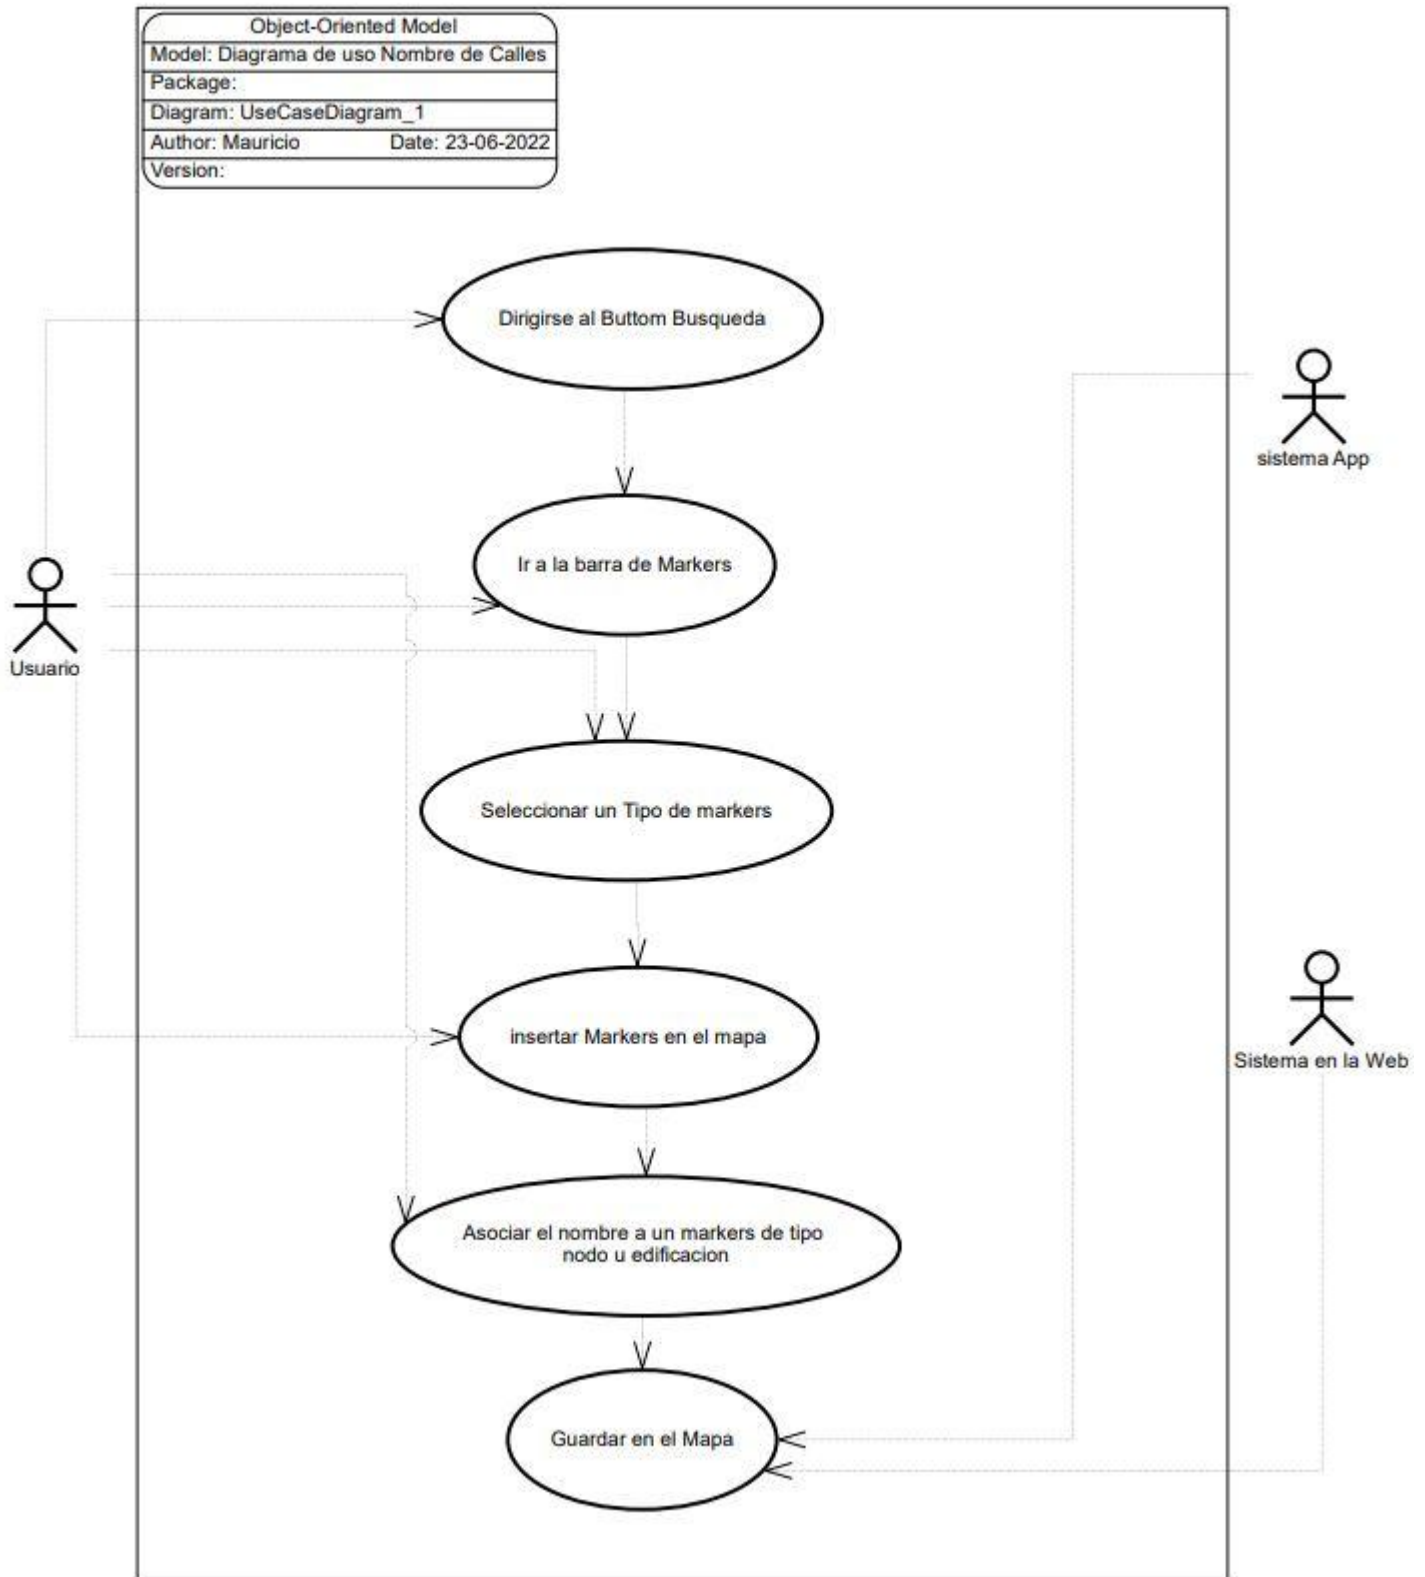 Object-Oriented Model
Model: Diagrama de uso Nombre de Calles
Package:
Diagram: UseCaseDiagram_1
Author: Mauricio Date: 23-06-2022
Version:
Dirigirse al Buttom Busqueda
sistema App
Ir a la barra de Markers
Usuario
Seleccionar un Tipo de markers
insertar Markers en el mapa
Sistema en la Web
Asociar el nombre a un markers de tipo
nodo u edificacion
Guardar en el Mapa